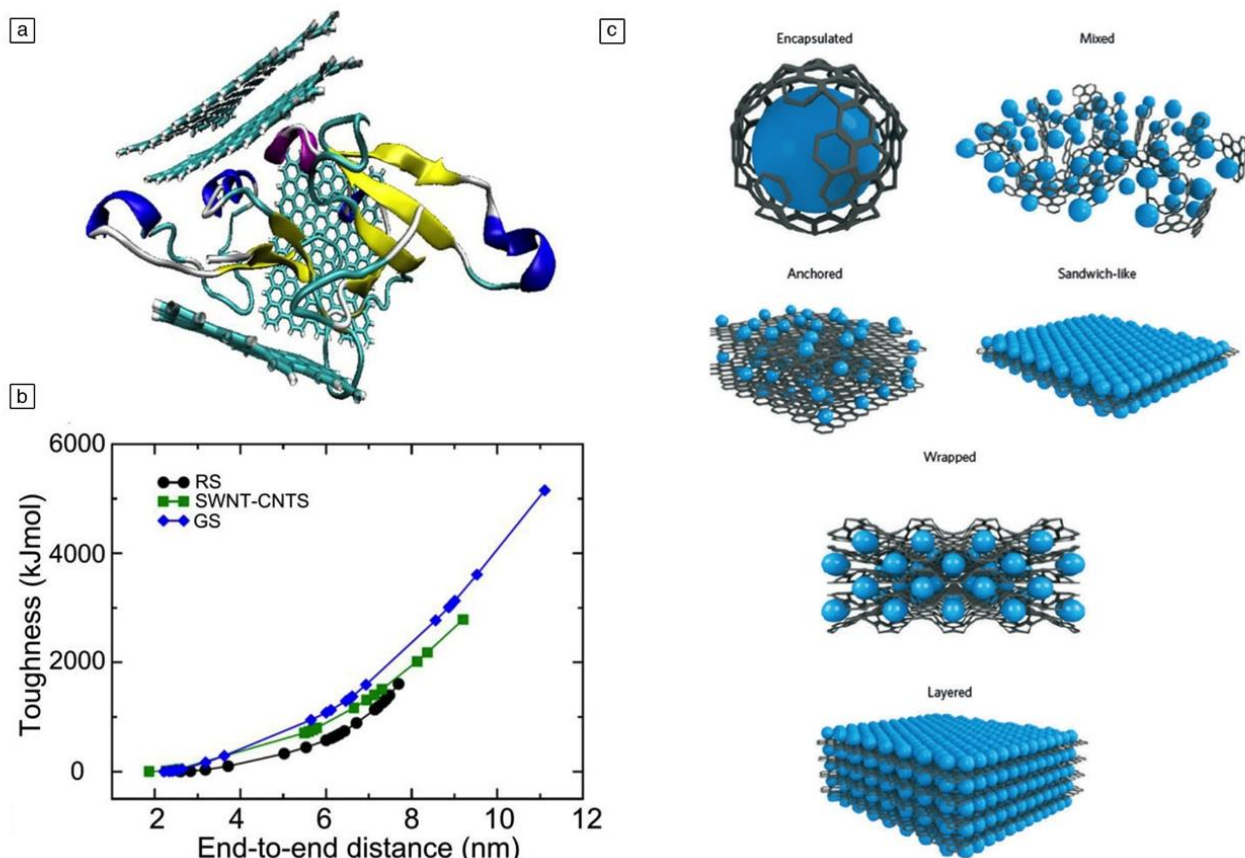 a
b
Toughness (kJmol)
6000
4000
2000
0
RS
SWNT-CNTS
GS
2 4 6 8 10 12
End-to-end distance (nm)
c
Encapsulated
Mixed
Anchored
Sandwich-like
Wrapped
Layered